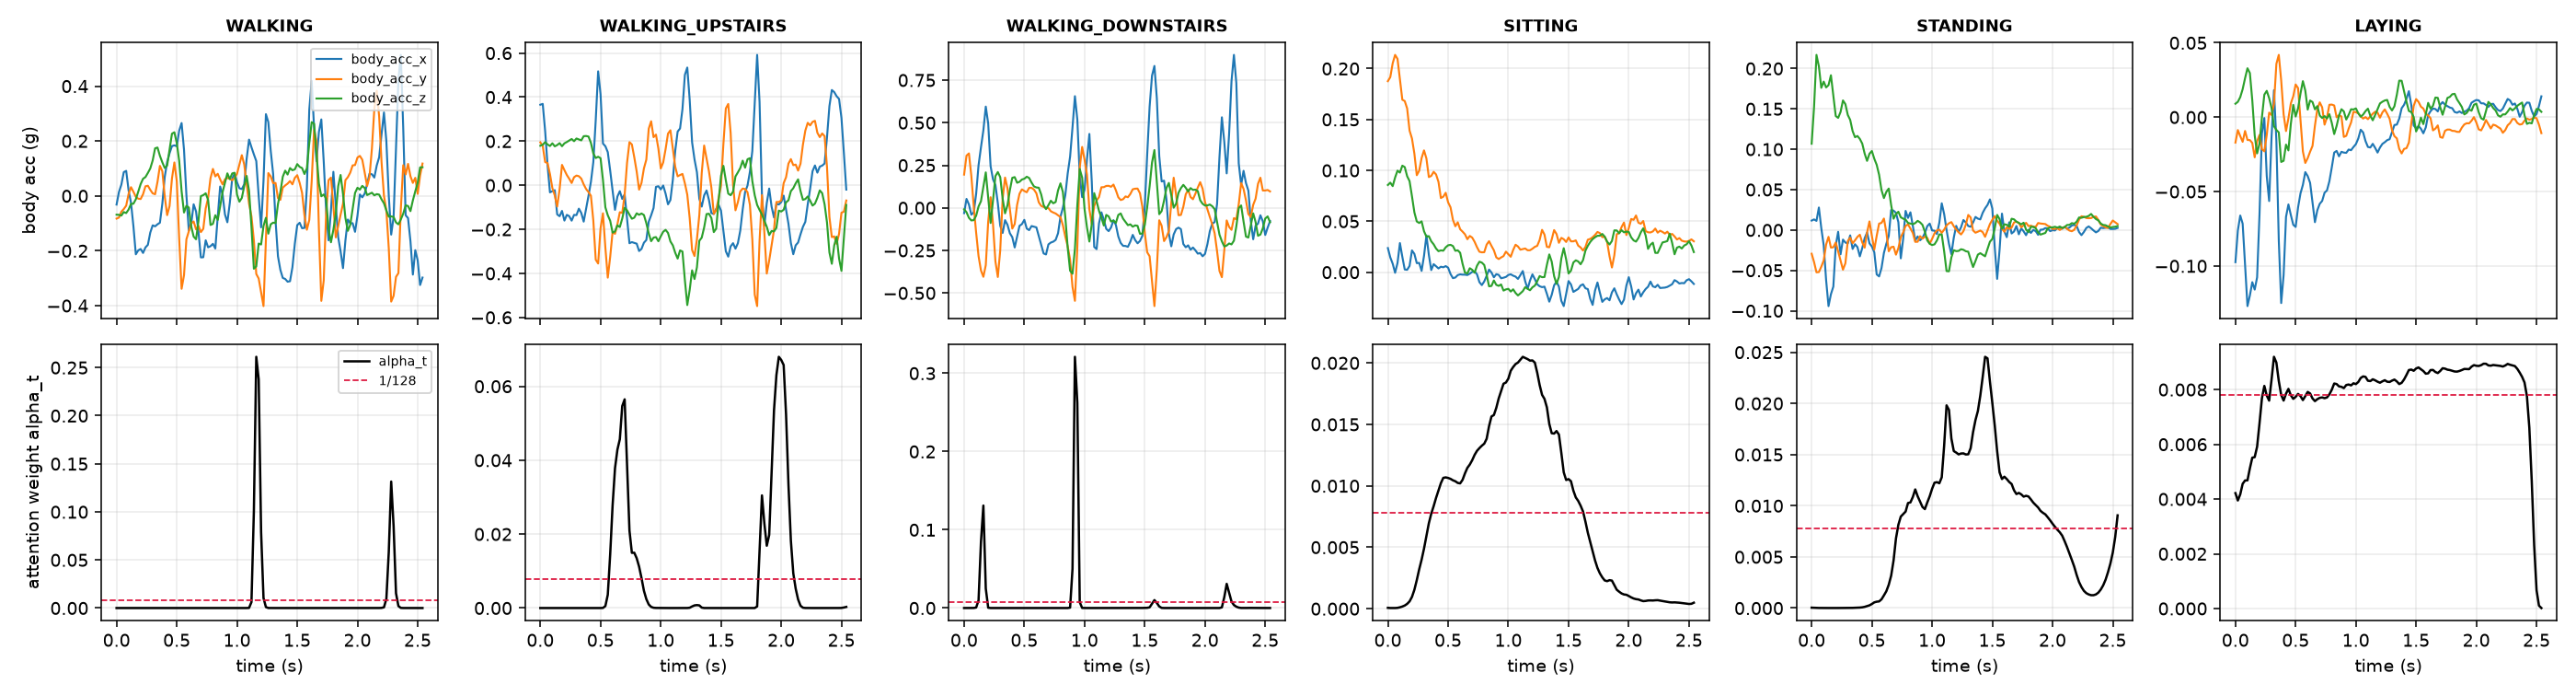 WALKING
WALKING_UPSTAIRS
WALKING_DOWNSTAIRS
SITTING
STANDING
LAYING
body acc (g)
0.4
0.2
0.0
−0.2
−0.4
body_acc_x
body_acc_y
body_acc_z
0.6
0.4
0.2
0.0
−0.2
−0.4
−0.6
0.75
0.50
0.25
0.00
−0.25
−0.50
0.20
0.15
0.10
0.05
0.00
0.20
0.15
0.10
0.05
0.00
−0.05
−0.10
0.05
0.00
−0.05
−0.10
attention weight alpha_t
0.25
0.20
0.15
0.10
0.05
0.00
alpha_t
1/128
0.0 0.5 1.0 1.5 2.0 2.5
time (s)
0.06
0.04
0.02
0.00
0.0 0.5 1.0 1.5 2.0 2.5
time (s)
0.3
0.2
0.1
0.0
0.0 0.5 1.0 1.5 2.0 2.5
time (s)
0.020
0.015
0.010
0.005
0.000
0.0 0.5 1.0 1.5 2.0 2.5
time (s)
0.025
0.020
0.015
0.010
0.005
0.000
0.0 0.5 1.0 1.5 2.0 2.5
time (s)
0.008
0.006
0.004
0.002
0.000
0.0 0.5 1.0 1.5 2.0 2.5
time (s)